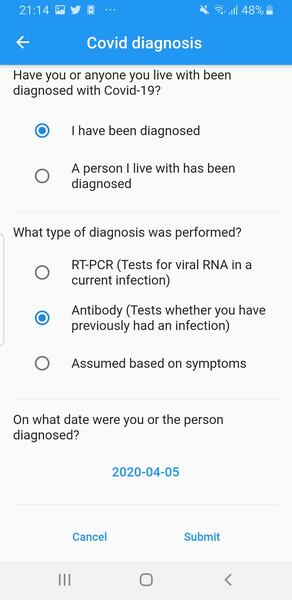 21:14
48%
Covid diagnosis
Have you or anyone you live with been
diagnosed with Covid-19?
I have been diagnosed
A person I live with has been
diagnosed
What type of diagnosis was performed?
RT-PCR (Tests for viral RNA in a
current infection)
Antibody (Tests whether you have
previously had an infection)
Assumed based on symptoms
On what date were you or the person
diagnosed?
2020-04-05
Cancel
Submit